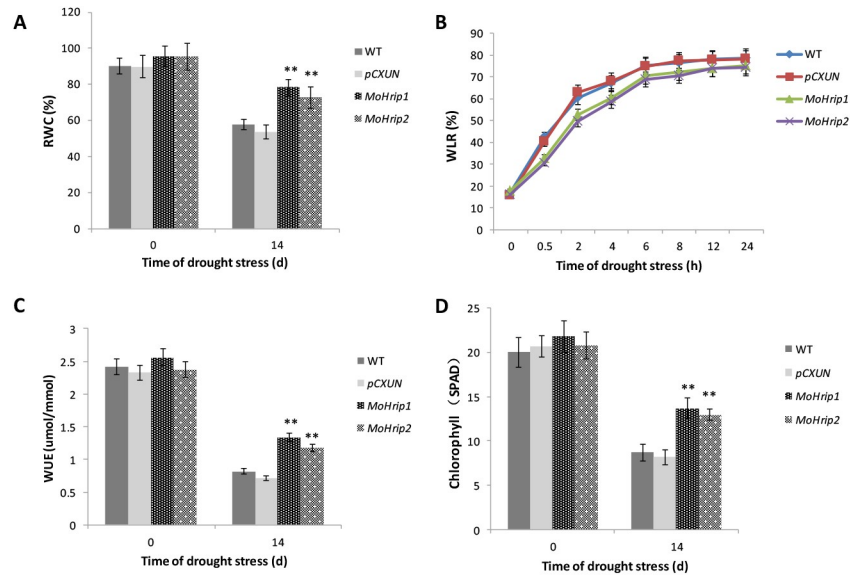 A
120
100
80
60
40
20
0
RWC (%)
** **
0 14
Time of drought stress (d)
WT
pCXUN
MoHrip1
MoHrip2
B
90
80
70
60
50
40
30
20
10
0
WLR (%)
0 0.5 2 4 6 8 12 24
Time of drought stress (h)
WT
pCXUN
MoHrip1
MoHrip2
C
3
2.5
2
1.5
1
0.5
0
WUE (umol/mmol)
** **
0 14
Time of drought stress (d)
WT
pCXUN
MoHrip1
MoHrip2
D
25
20
15
10
5
0
Chlorophyll （SPAD）
** **
0 14
Time of drought stress (d)
WT
pCXUN
MoHrip1
MoHrip2